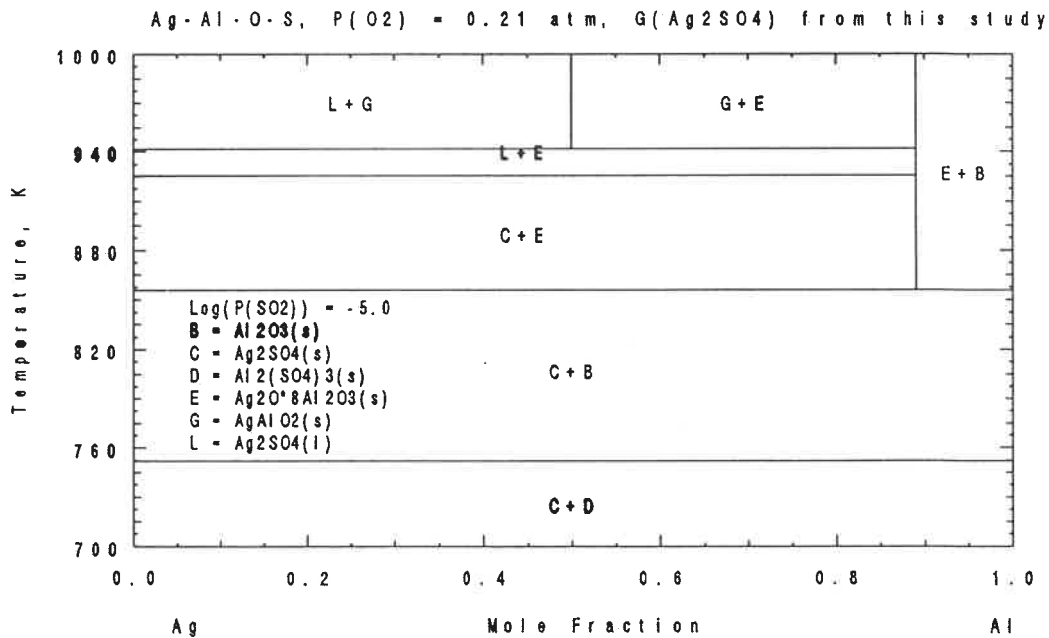 Ag-Al-O-S, P(O2) = 0.21 atm, G(Ag2SO4) from this study
1000
L + G
G + E
940
L + E
E + B
Temperature, K
C + E
880
Log(P(SO2)) = -5.0
B = Al2O3(s)
820
C = Ag2SO4(s)
C + B
D = Al2(SO4)3(s)
E = Ag2O*8Al2O3(s)
G = AgAlO2(s)
L = Ag2SO4(l)
760
C + D
700
0.0 0.2 0.4 0.6 0.8 1.0
Ag Mole Fraction Al